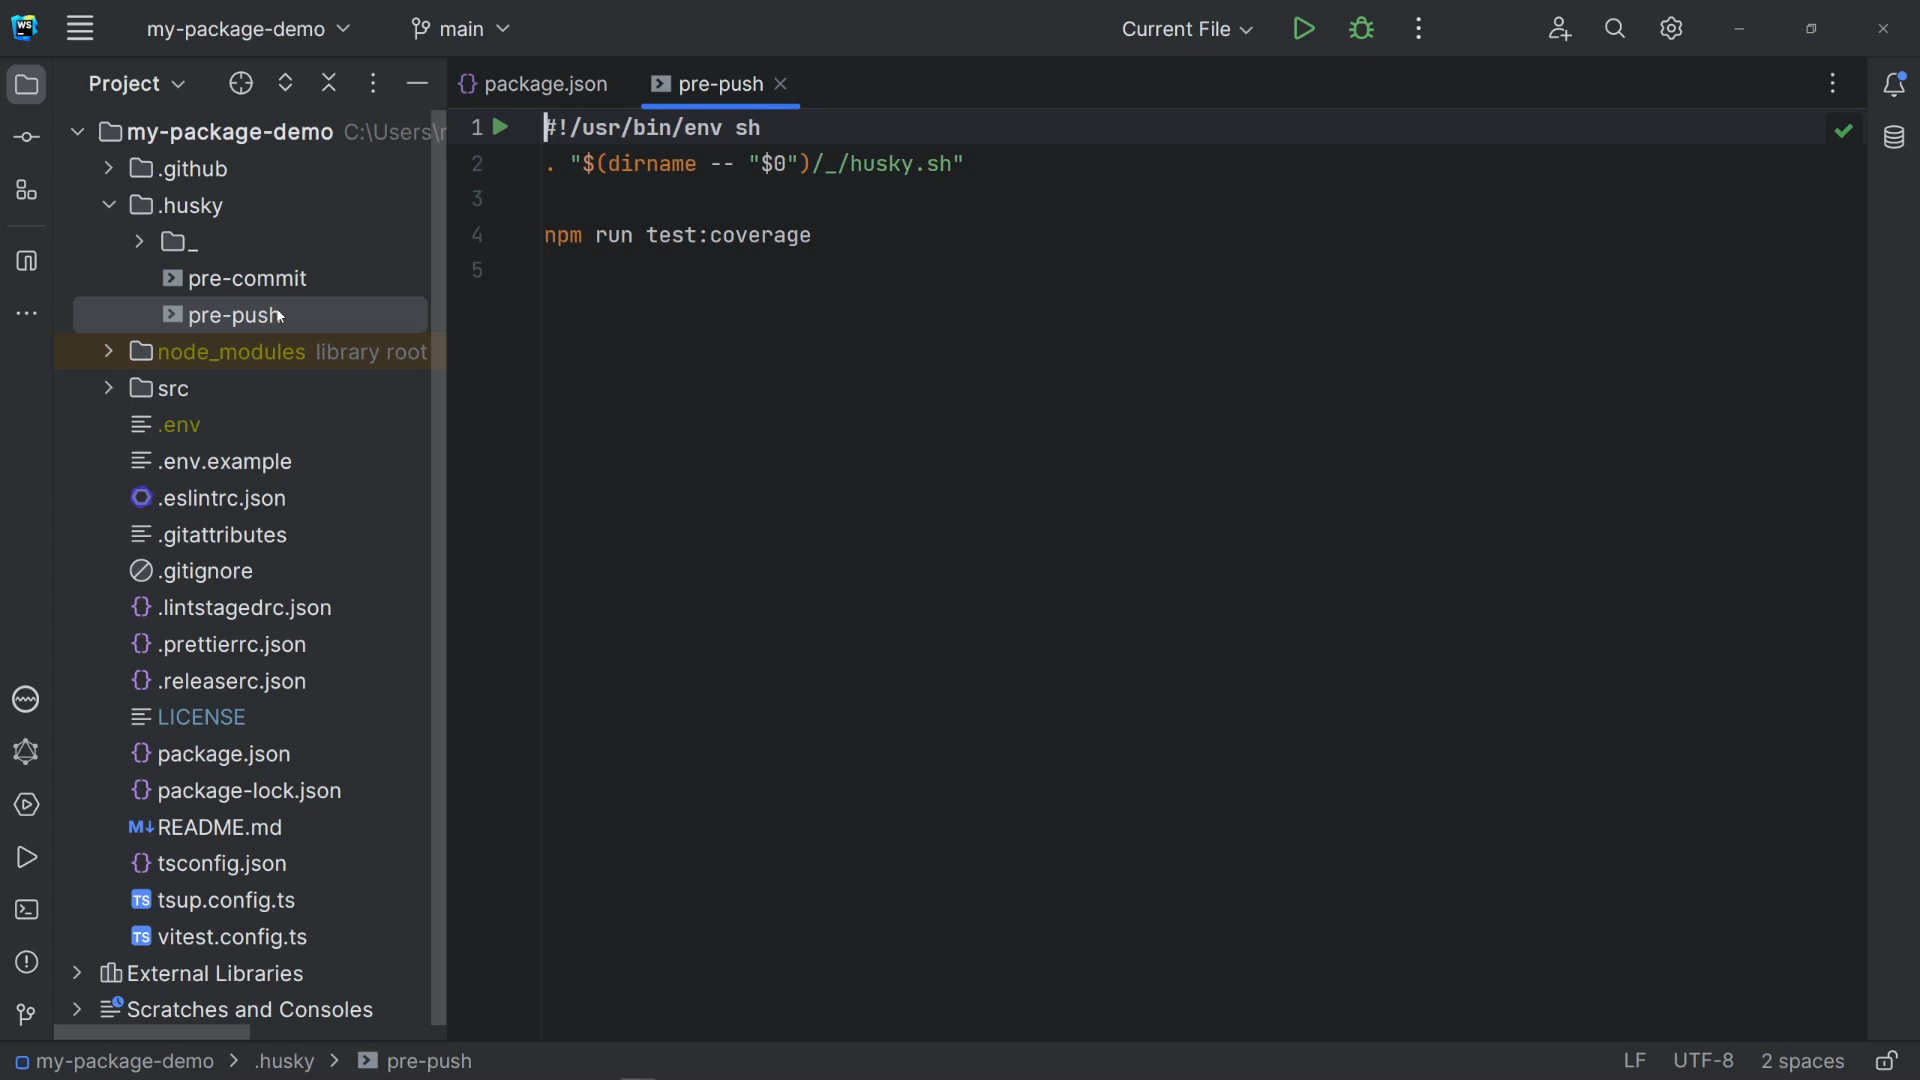 WS
my-package-demo
main
Current File
Project
package.json
pre-push
my-package-demo C:\Users\
.github
.husky
_
pre-commit
pre-push
node_modules library root
src
.env
.env.example
.eslintrc.json
.gitattributes
.gitignore
.lintstagedrc.json
.prettierrc.json
.releaserc.json
LICENSE
package.json
package-lock.json
README.md
tsconfig.json
tsup.config.ts
vitest.config.ts
External Libraries
Scratches and Consoles
1 #!/usr/bin/env sh
2 . "$(dirname -- "$0")/_/husky.sh"
3
4 npm run test:coverage
5
my-package-demo > .husky > pre-push
LF UTF-8 2 spaces